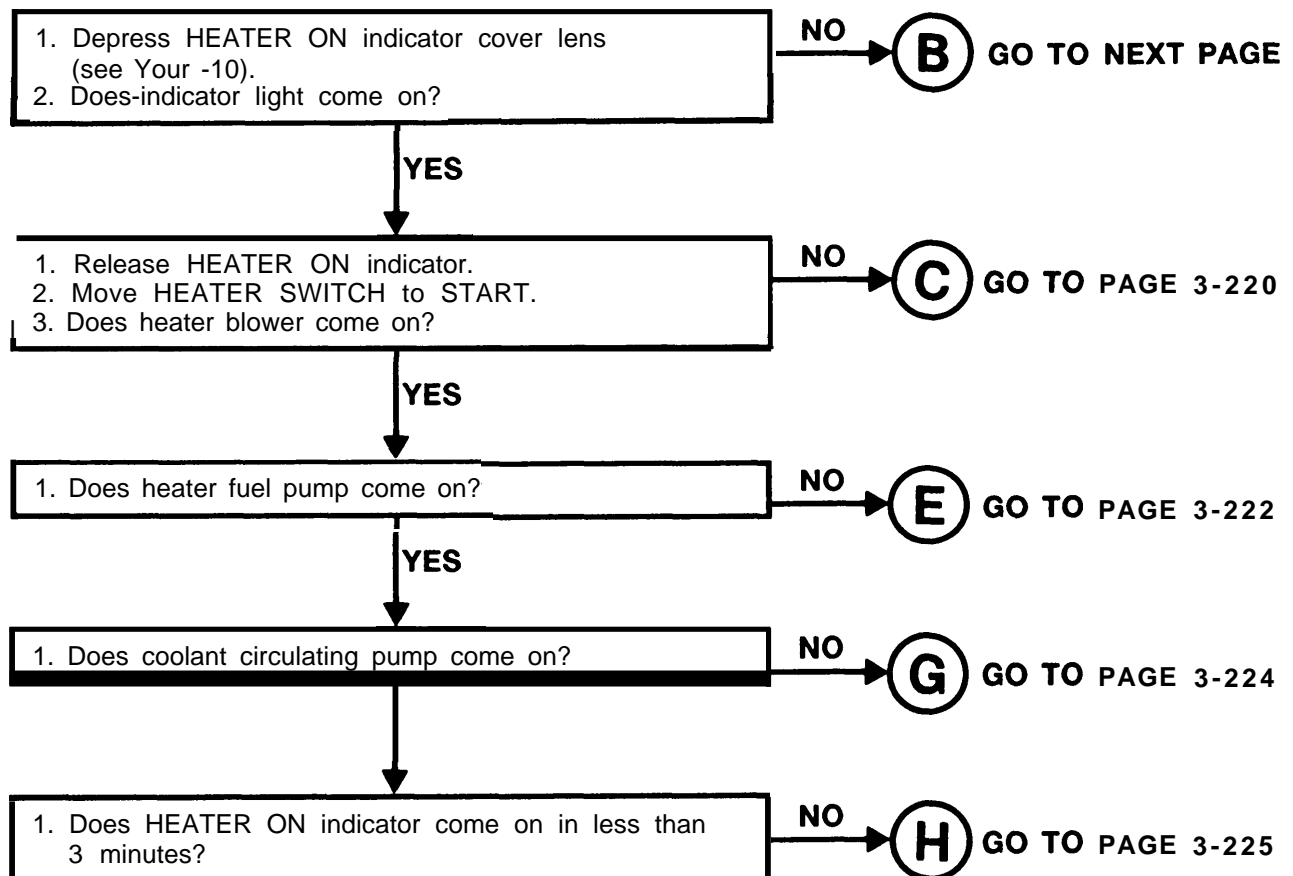 1. Depress HEATER ON indicator cover lens
(see Your -10).
2. Does-indicator light come on?
NO
B
GO TO NEXT PAGE
YES
1. Release HEATER ON indicator.
2. Move HEATER SWITCH to START.
3. Does heater blower come on?
NO
C
GO TO PAGE 3-220
YES
1. Does heater fuel pump come on?
NO
E
GO TO PAGE 3-222
YES
1. Does coolant circulating pump come on?
NO
G
GO TO PAGE 3-224
1. Does HEATER ON indicator come on in less than
3 minutes?
NO
H
GO TO PAGE 3-225